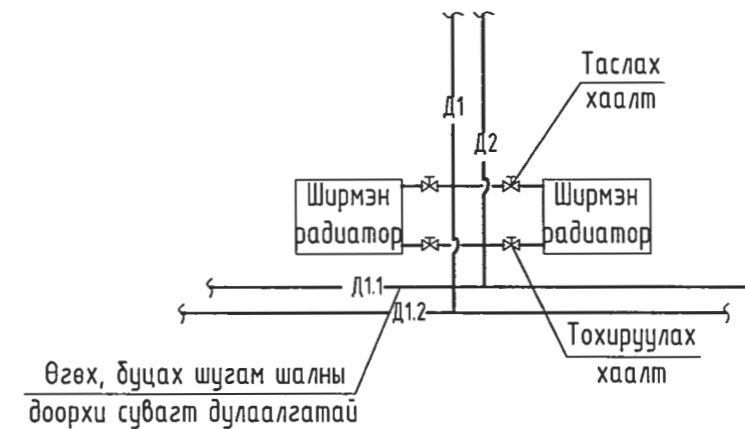 Таслах
хаалт
Д1
Д2
Ширмэн
радиатор
Ширмэн
радиатор
Д1.1
Д1.2
Тохируулах
хаалт
Өгөх, буцах шугам шалны
доорхи сувагт дулаалгатай